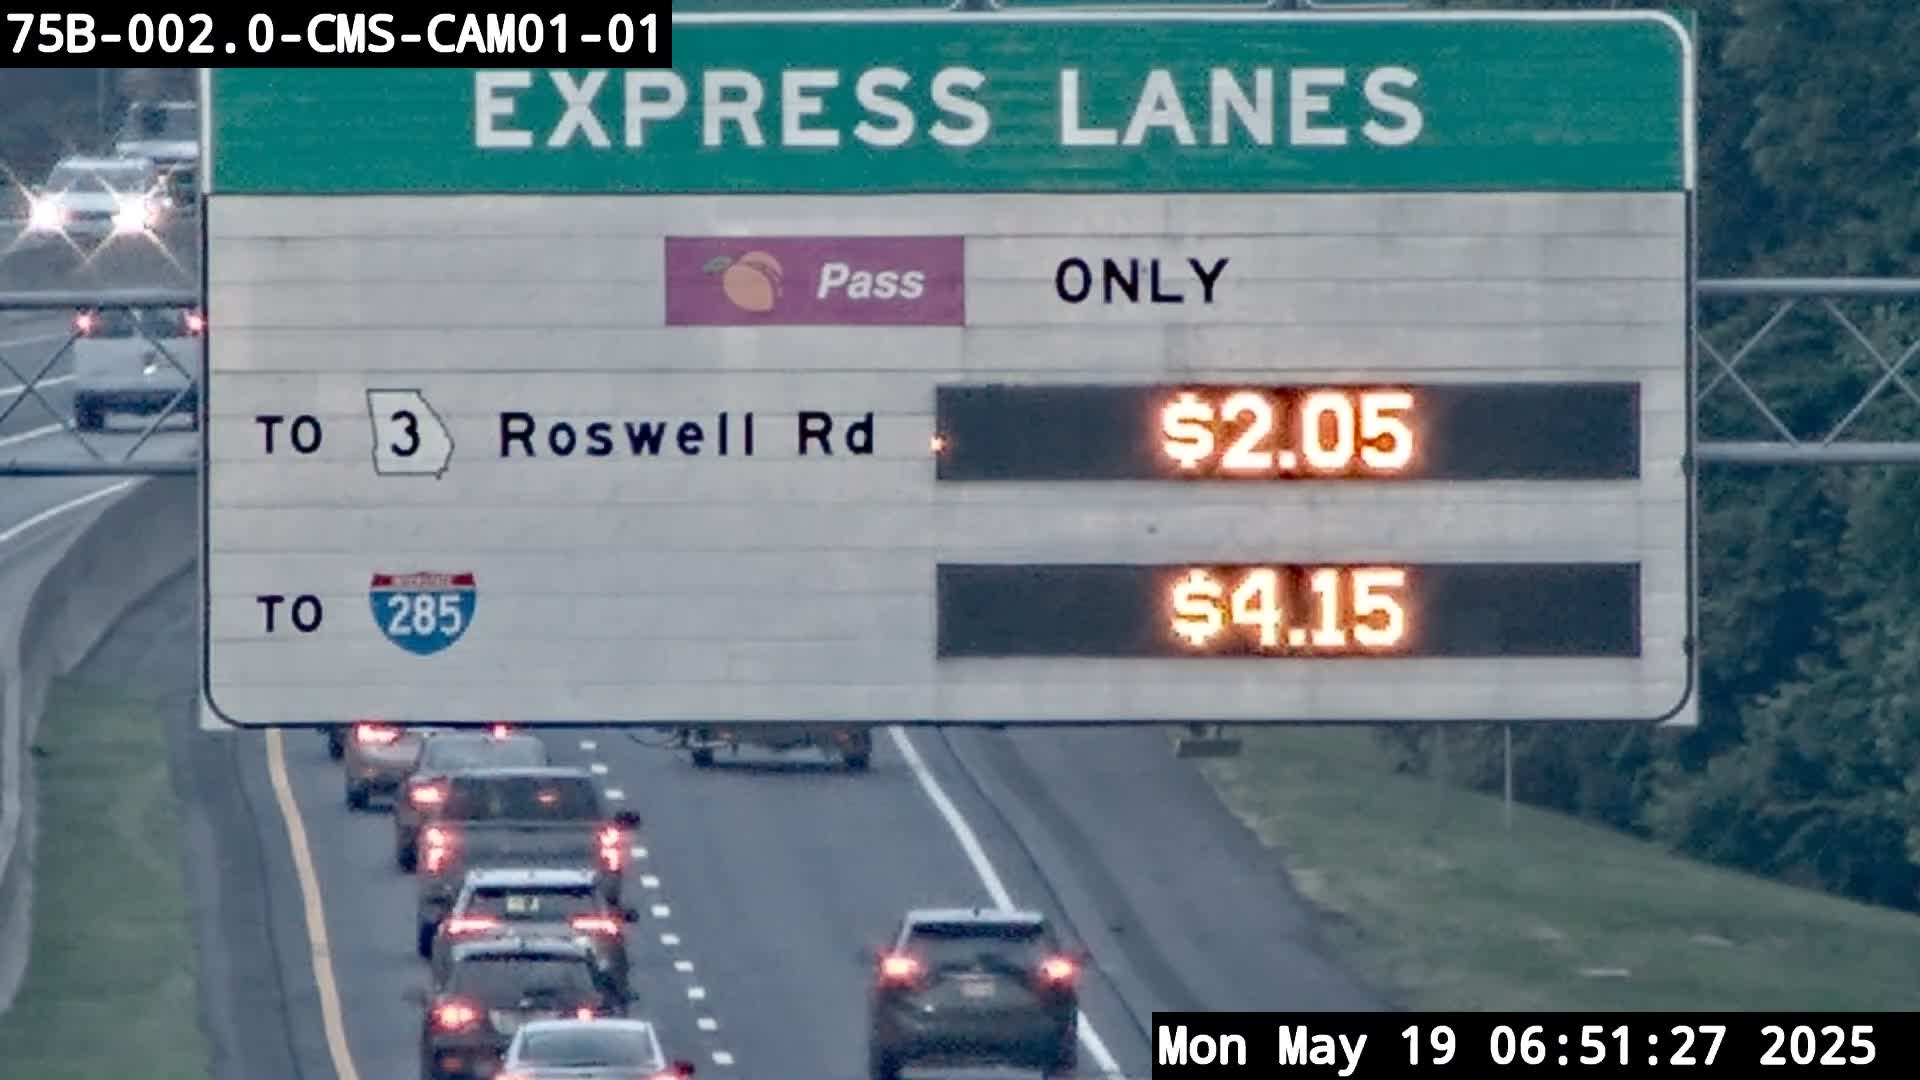 75B-002.0-CMS-CAM01-01
EXPRESS LANES
Pass ONLY
TO 3 Roswell Rd $2.05
TO 285 $4.15
Mon May 19 06:51:27 2025